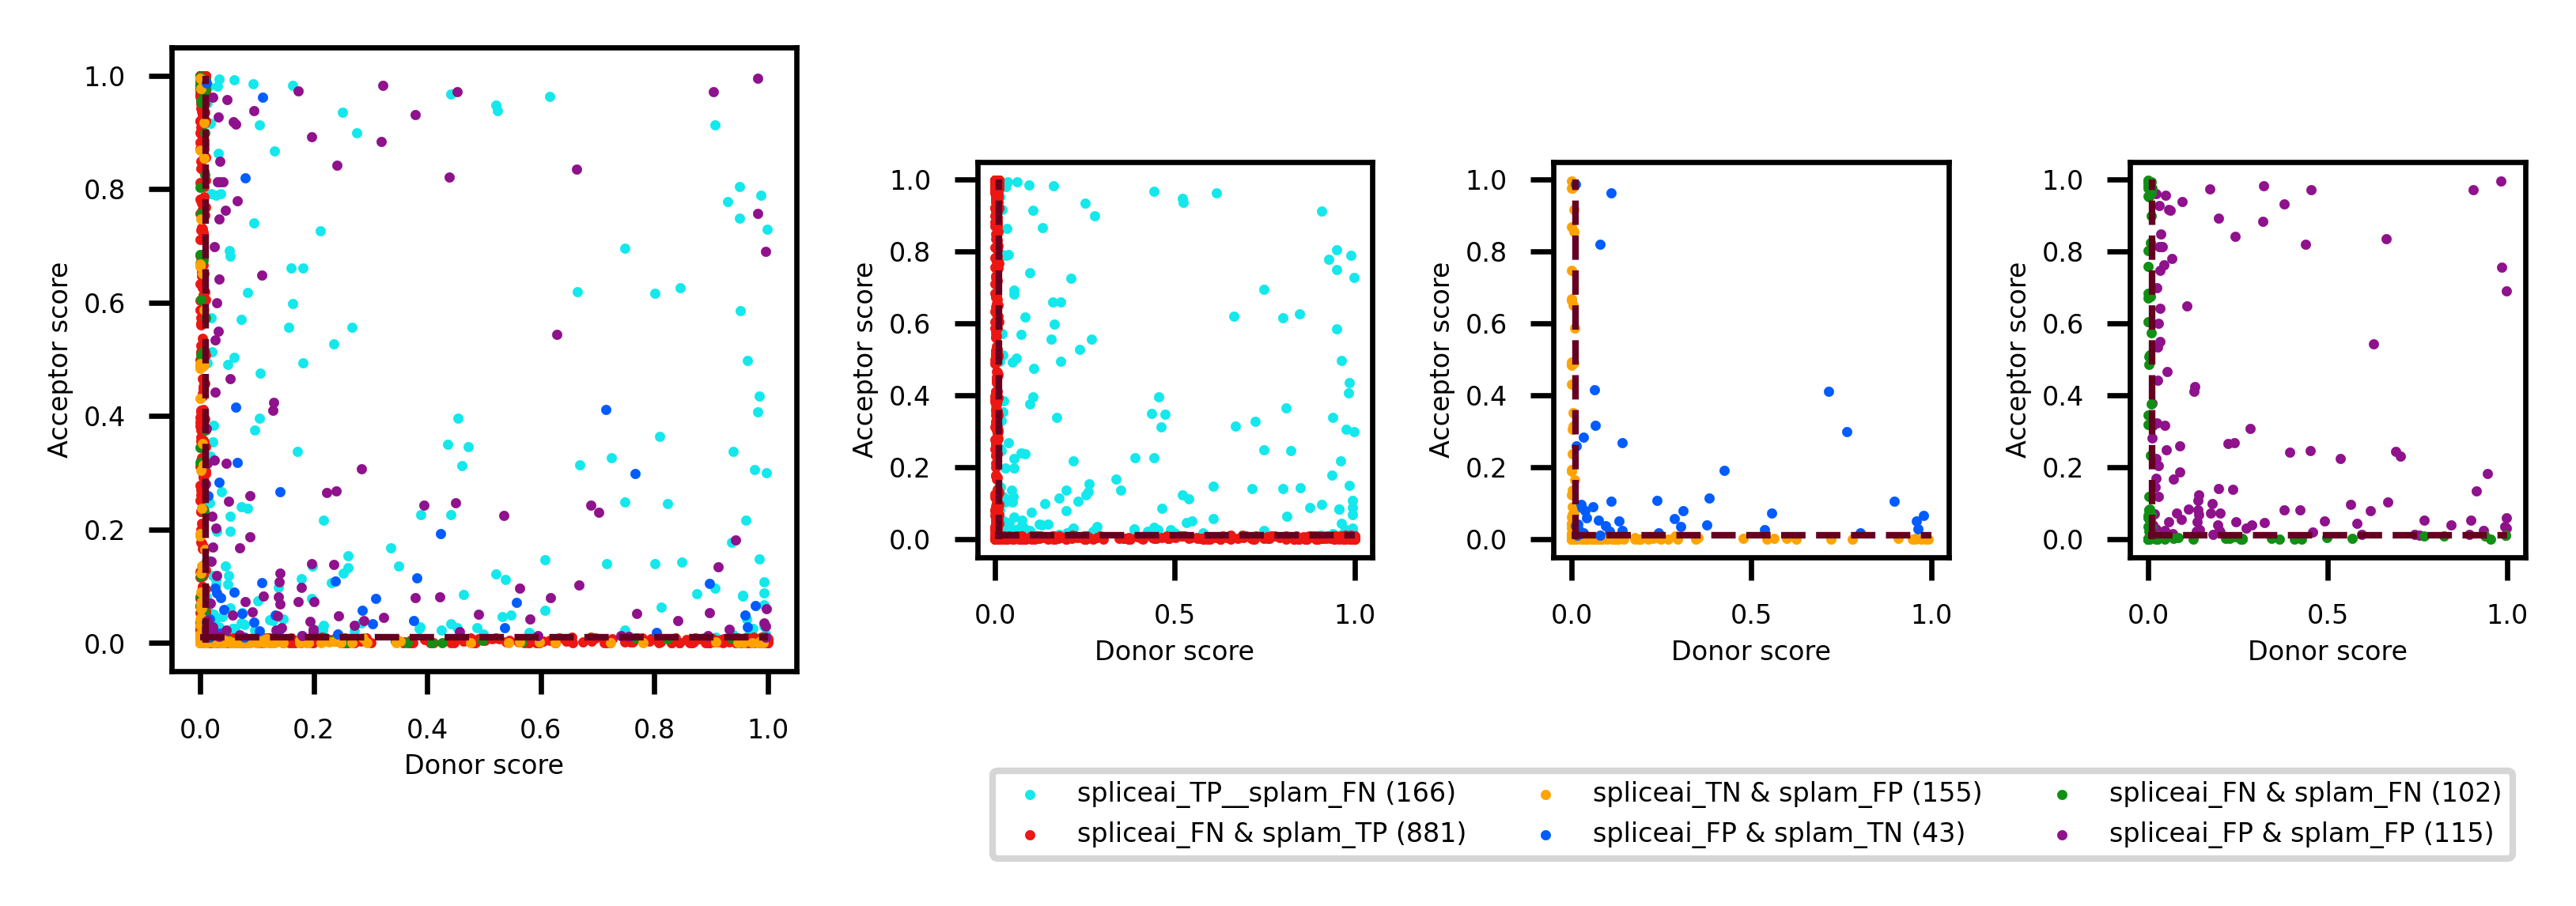 1.0
0.8
0.6
0.4
0.2
0.0
Acceptor score
0.0 0.2 0.4 0.6 0.8 1.0
Donor score
1.0
0.8
0.6
0.4
0.2
0.0
Acceptor score
0.0 0.5 1.0
Donor score
1.0
0.8
0.6
0.4
0.2
0.0
Acceptor score
0.0 0.5 1.0
Donor score
1.0
0.8
0.6
0.4
0.2
0.0
Acceptor score
0.0 0.5 1.0
Donor score
spliceai_TP__splam_FN (166)
spliceai_FN & splam_TP (881)
spliceai_TN & splam_FP (155)
spliceai_FP & splam_TN (43)
spliceai_FN & splam_FN (102)
spliceai_FP & splam_FP (115)